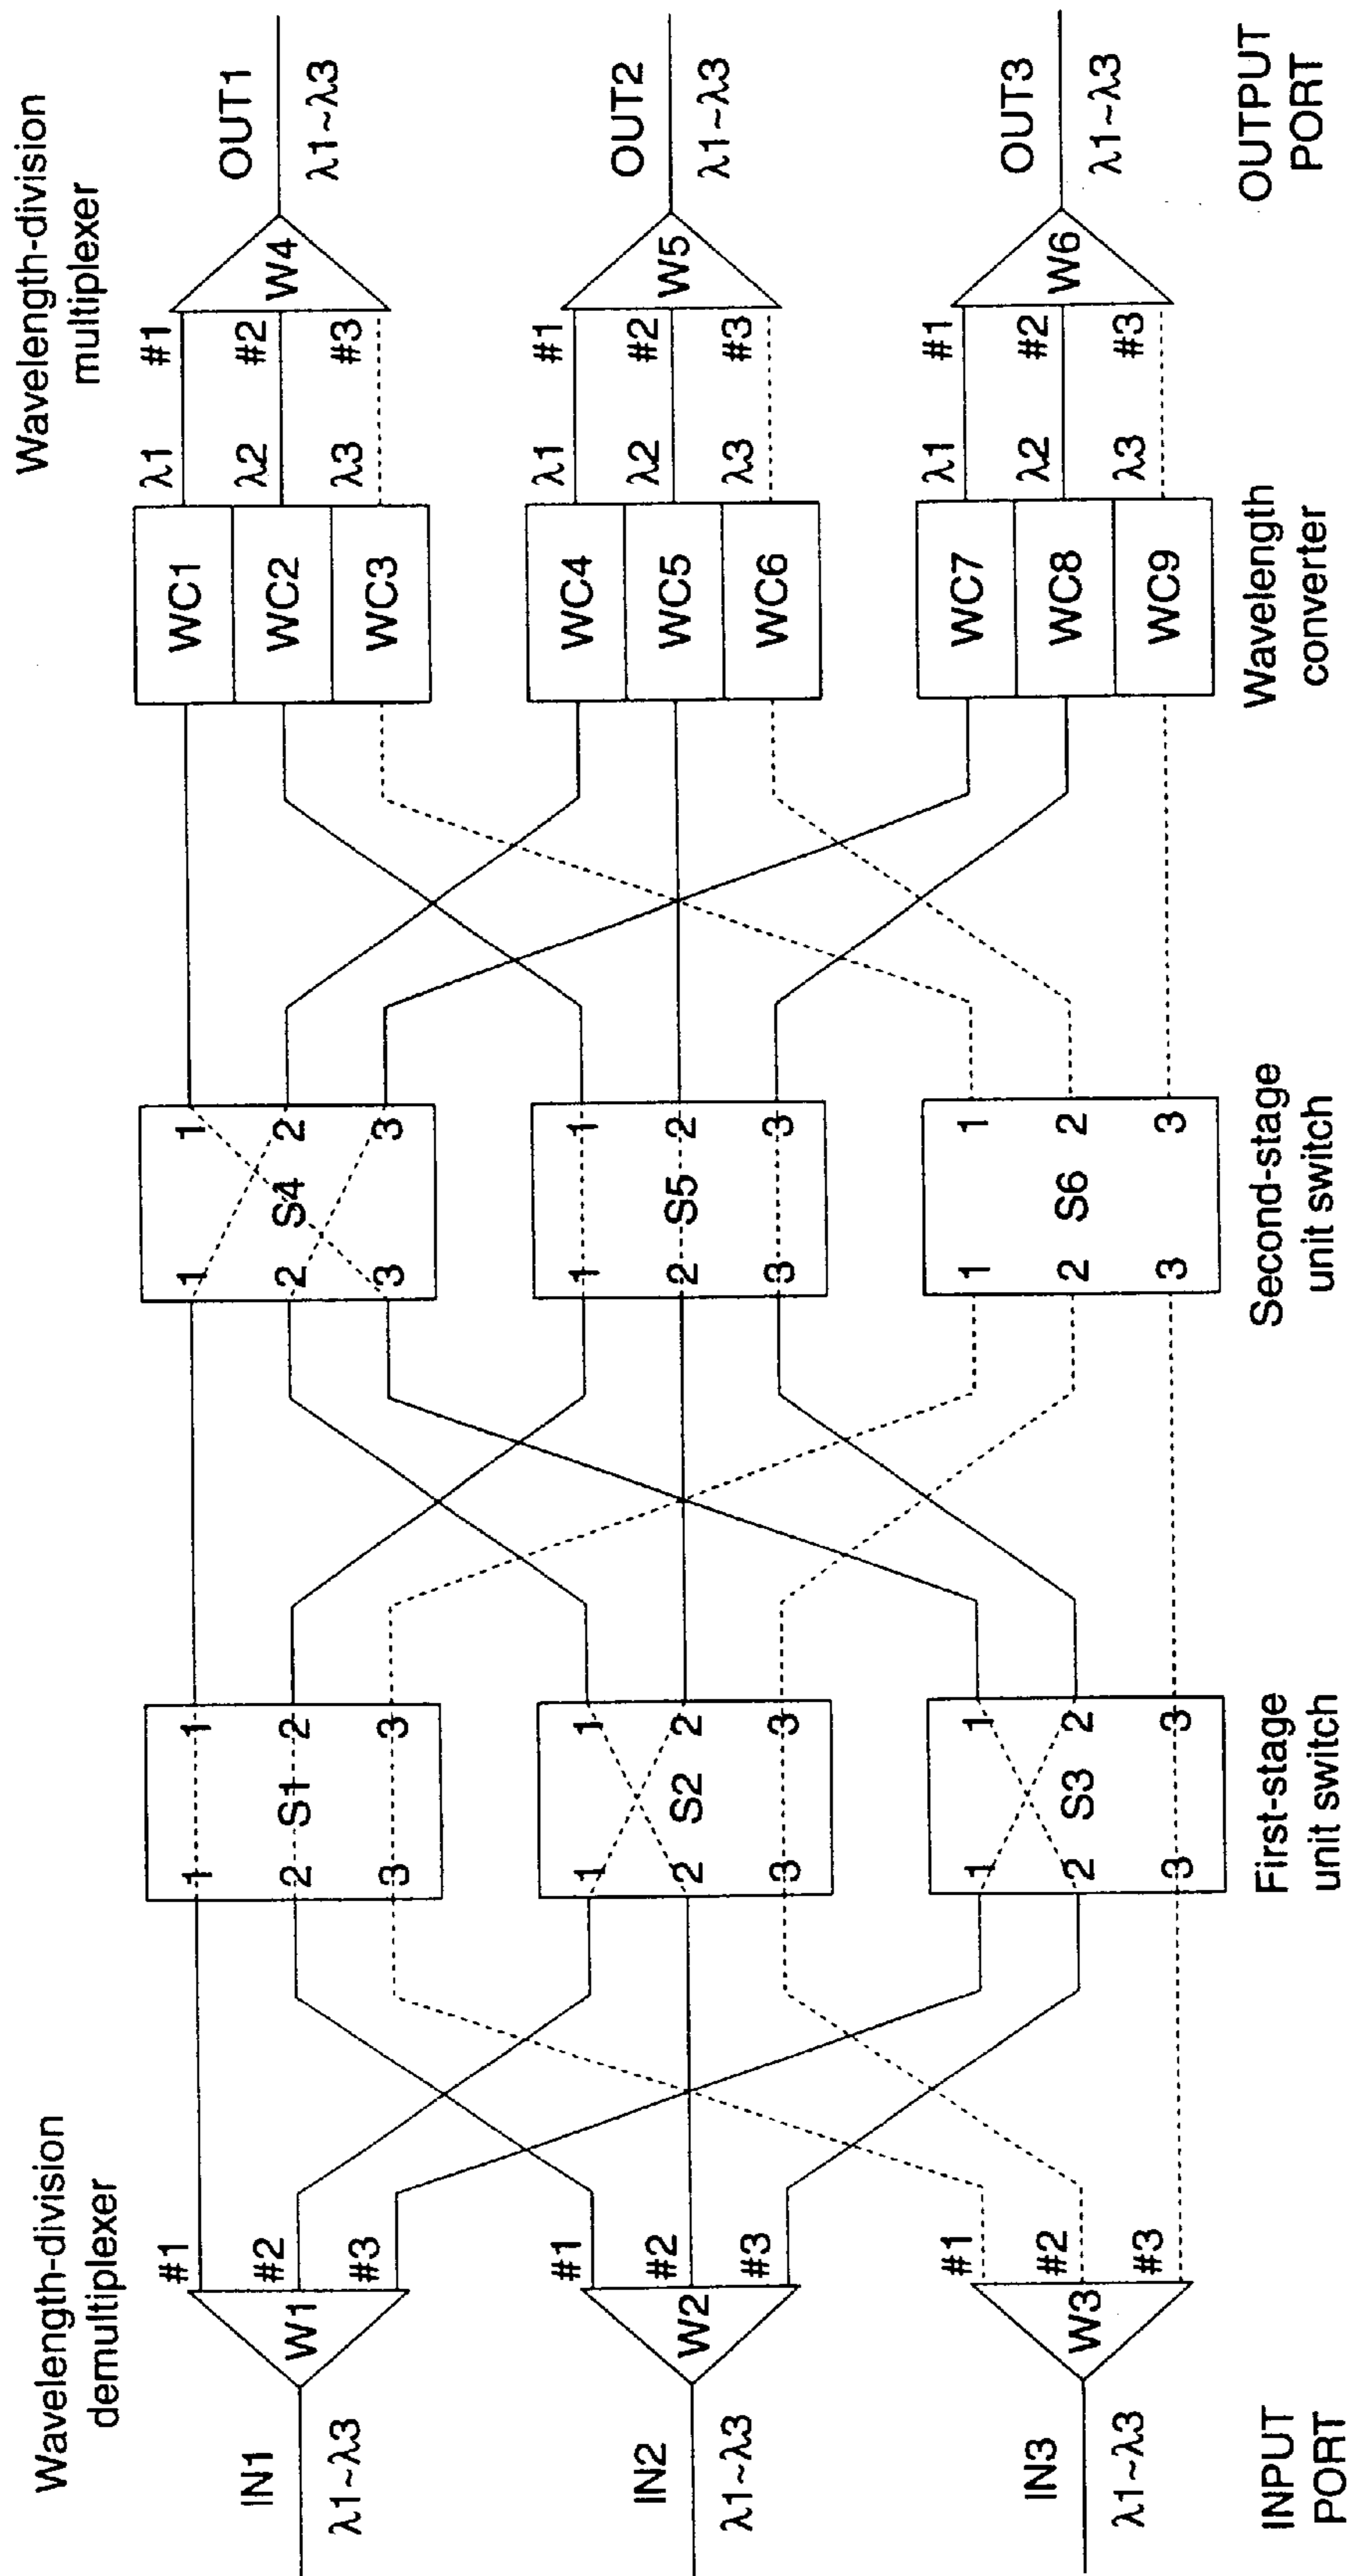 Wavelength-division
demultiplexer
Wavelength-division
multiplexer
IN1
λ1~λ3
W1
#1
#2
#3
1
2
3
S1
1
2
3
1
2
3
S4
1
2
3
WC1
WC2
WC3
λ1
λ2
λ3
#1
#2
#3
W4
OUT1
λ1~λ3
IN2
λ1~λ3
W2
#1
#2
#3
1
2
3
S2
1
2
3
1
2
3
S5
1
2
3
WC4
WC5
WC6
λ1
λ2
λ3
#1
#2
#3
W5
OUT2
λ1~λ3
IN3
λ1~λ3
W3
#1
#2
#3
1
2
3
S3
1
2
3
1
2
3
S6
1
2
3
WC7
WC8
WC9
λ1
λ2
λ3
#1
#2
#3
W6
OUT3
λ1~λ3
INPUT
PORT
First-stage
unit switch
Second-stage
unit switch
Wavelength
converter
OUTPUT
PORT